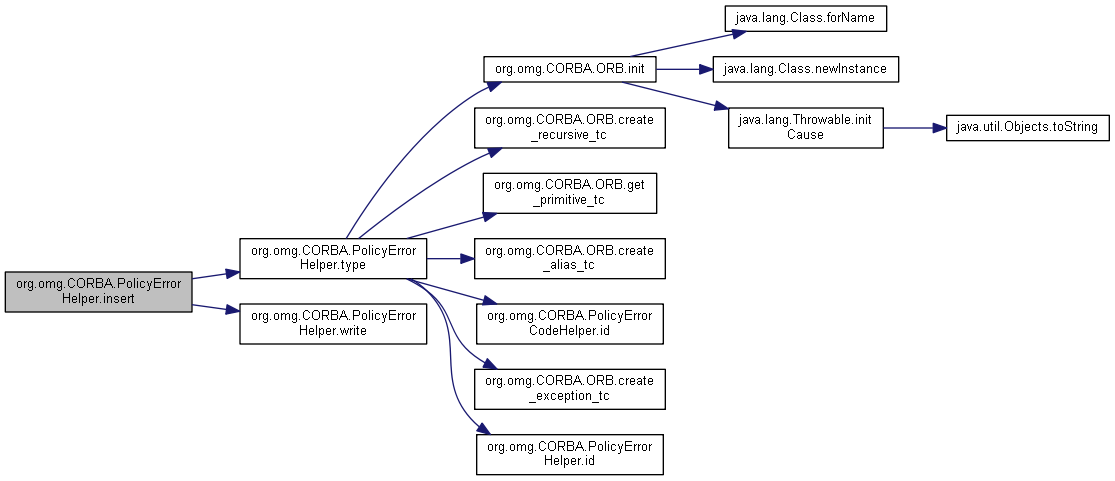 java.lang.Class.forName
org.omg.CORBA.ORB.init
java.lang.Class.newInstance
org.omg.CORBA.ORB.create
_recursive_tc
java.lang.Throwable.init
Cause
java.util.Objects.toString
org.omg.CORBA.ORB.get
_primitive_tc
org.omg.CORBA.PolicyError
Helper.type
org.omg.CORBA.ORB.create
_alias_tc
org.omg.CORBA.PolicyError
Helper.insert
org.omg.CORBA.PolicyError
Helper.write
org.omg.CORBA.PolicyError
CodeHelper.id
org.omg.CORBA.ORB.create
_exception_tc
org.omg.CORBA.PolicyError
Helper.id